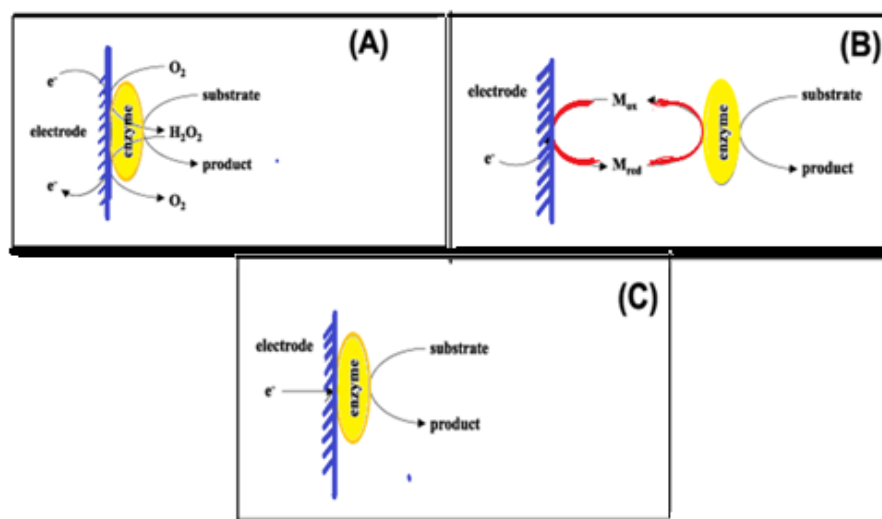 (A)
e⁻
O₂
substrate
electrode
enzyme
H₂O₂
product
e⁻
O₂
(B)
electrode
Mox
substrate
enzyme
e⁻
Mred
product
(C)
electrode
substrate
enzyme
e⁻
product